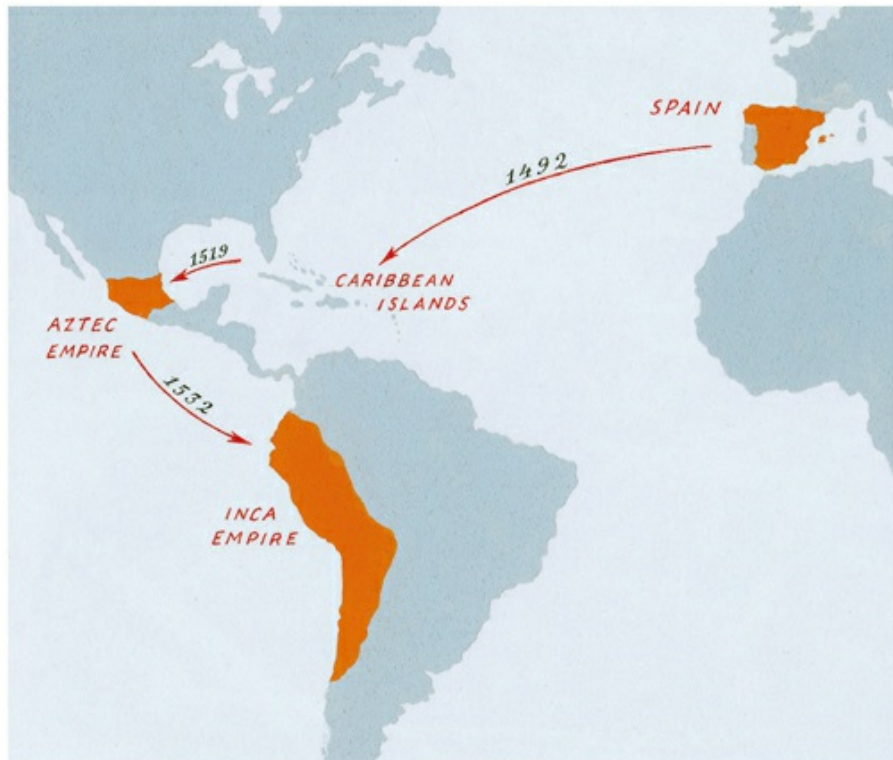 SPAIN
1492
1519
CARIBBEAN
ISLANDS
AZTEC
EMPIRE
1532
INCA
EMPIRE